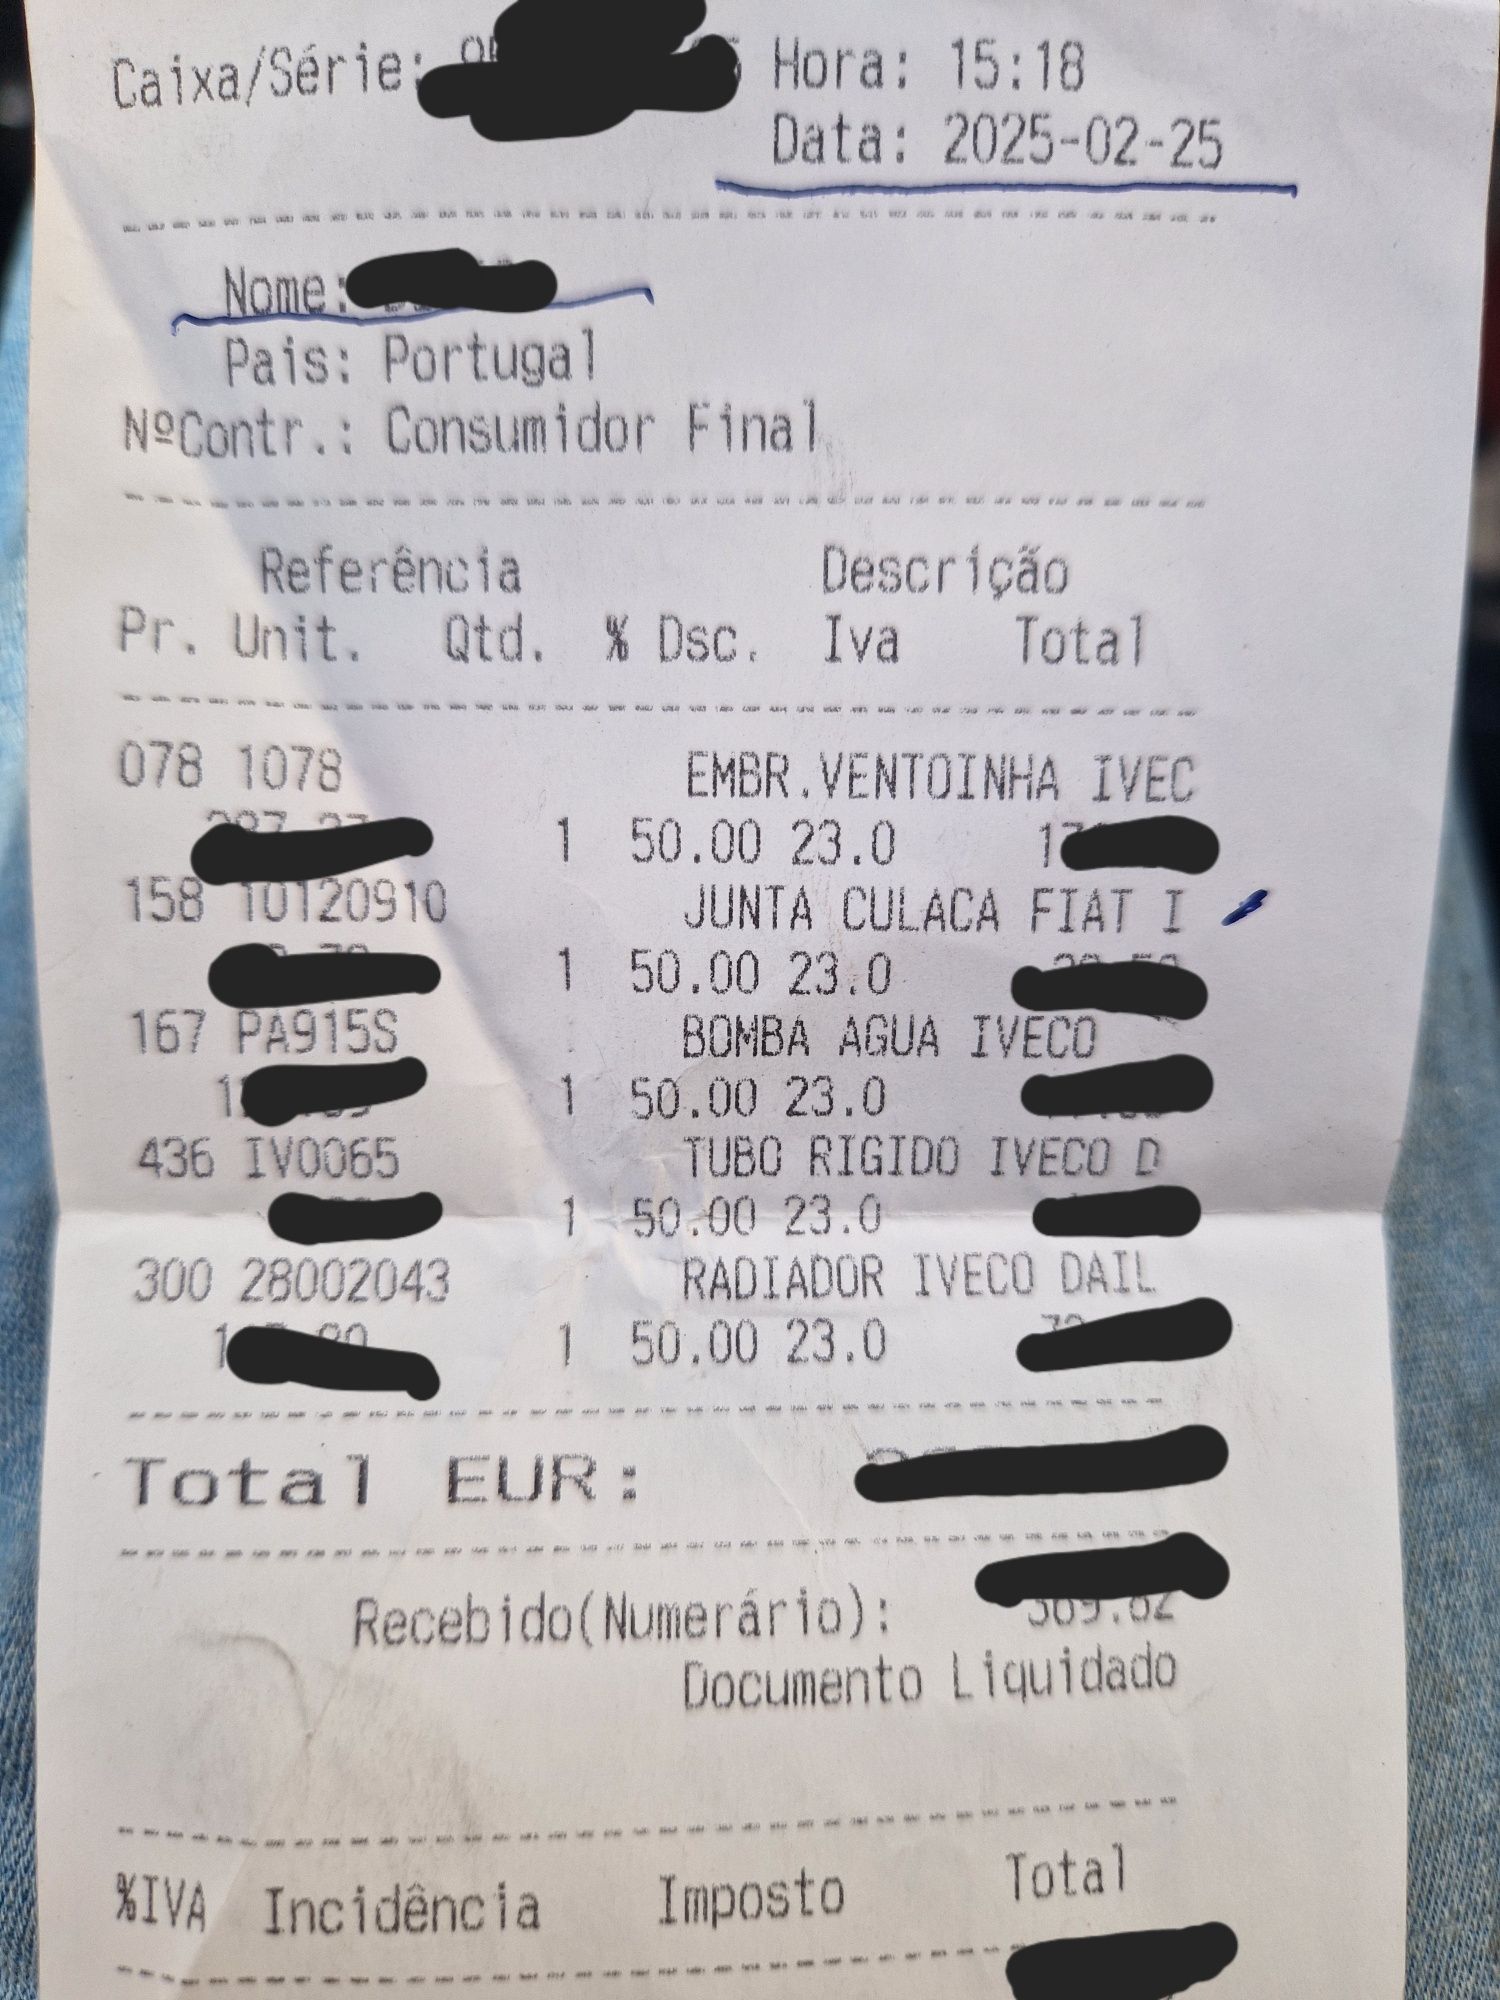 Caixa/Série: Hora: 15:18
Data: 2025-02-25
Nome:
Pais: Portugal
NºContr.: Consumidor Final
Referência Descrição
Pr. Unit. Qtd. % Dsc. Iva Total
078 1078 EMBR.VENTOINHA IVEC
1 50.00 23.0
158 10120910 JUNTA CULACA FIAT I
1 50.00 23.0
167 PA915S BOMBA AGUA IVECO
1 50.00 23.0
436 IV0065 TUBO RIGIDO IVECO D
1 50.00 23.0
300 28002043 RADIADOR IVECO DAIL
1 50.00 23.0
Total EUR:
Recebido(Numerário):
Documento Liquidado
%IVA Incidência Imposto Total